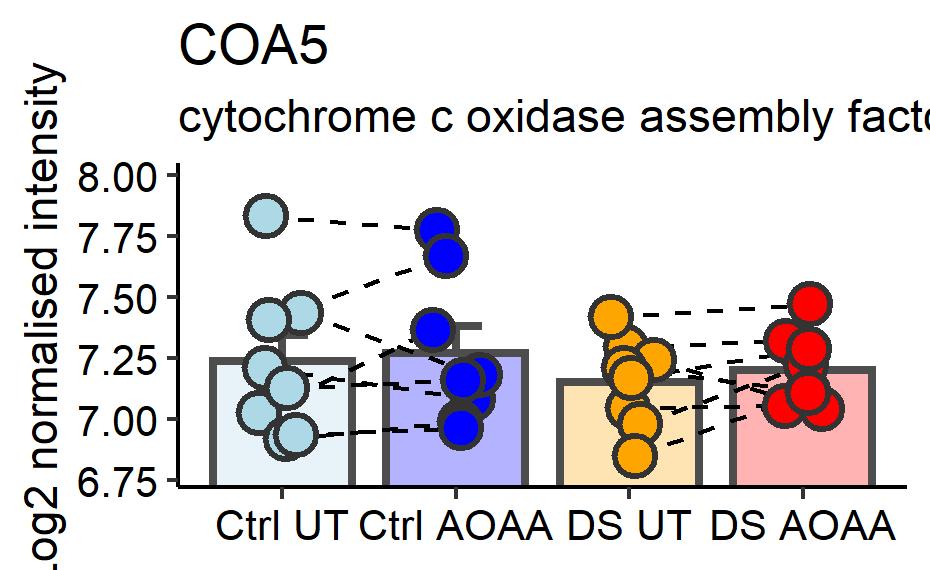 COA5
cytochrome c oxidase assembly facto
Log2 normalised intensity
8.00
7.75
7.50
7.25
7.00
6.75
Ctrl UT Ctrl AOAA DS UT DS AOAA